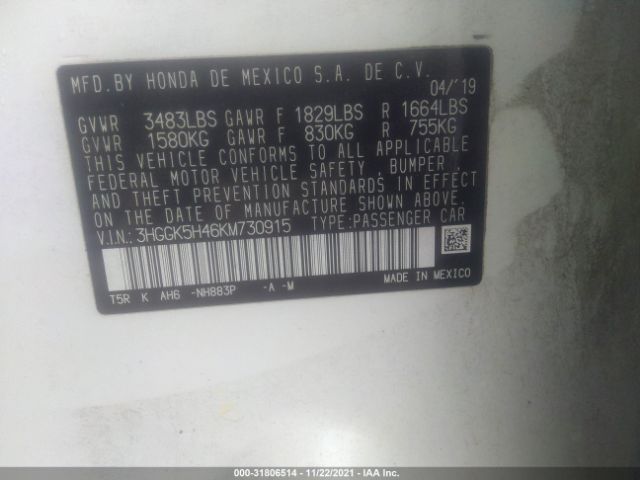 MFD. BY HONDA DE MEXICO S.A. DE C.V.
04/'19
GVWR 3483LBS GAWR F 1829LBS R 1664LBS
GVWR 1580KG GAWR F 830KG R 755KG
THIS VEHICLE CONFORMS TO ALL APPLICABLE
FEDERAL MOTOR VEHICLE SAFETY, BUMPER,
AND THEFT PREVENTION STANDARDS IN EFFECT
ON THE DATE OF MANUFACTURE SHOWN ABOVE.
V.I.N.: 3HGGK5H46KM730915 TYPE:PASSENGER CAR
T5R K AH6 -NH883P -A -M MADE IN MEXICO
000-31806514 - 11/22/2021 - IAA Inc.